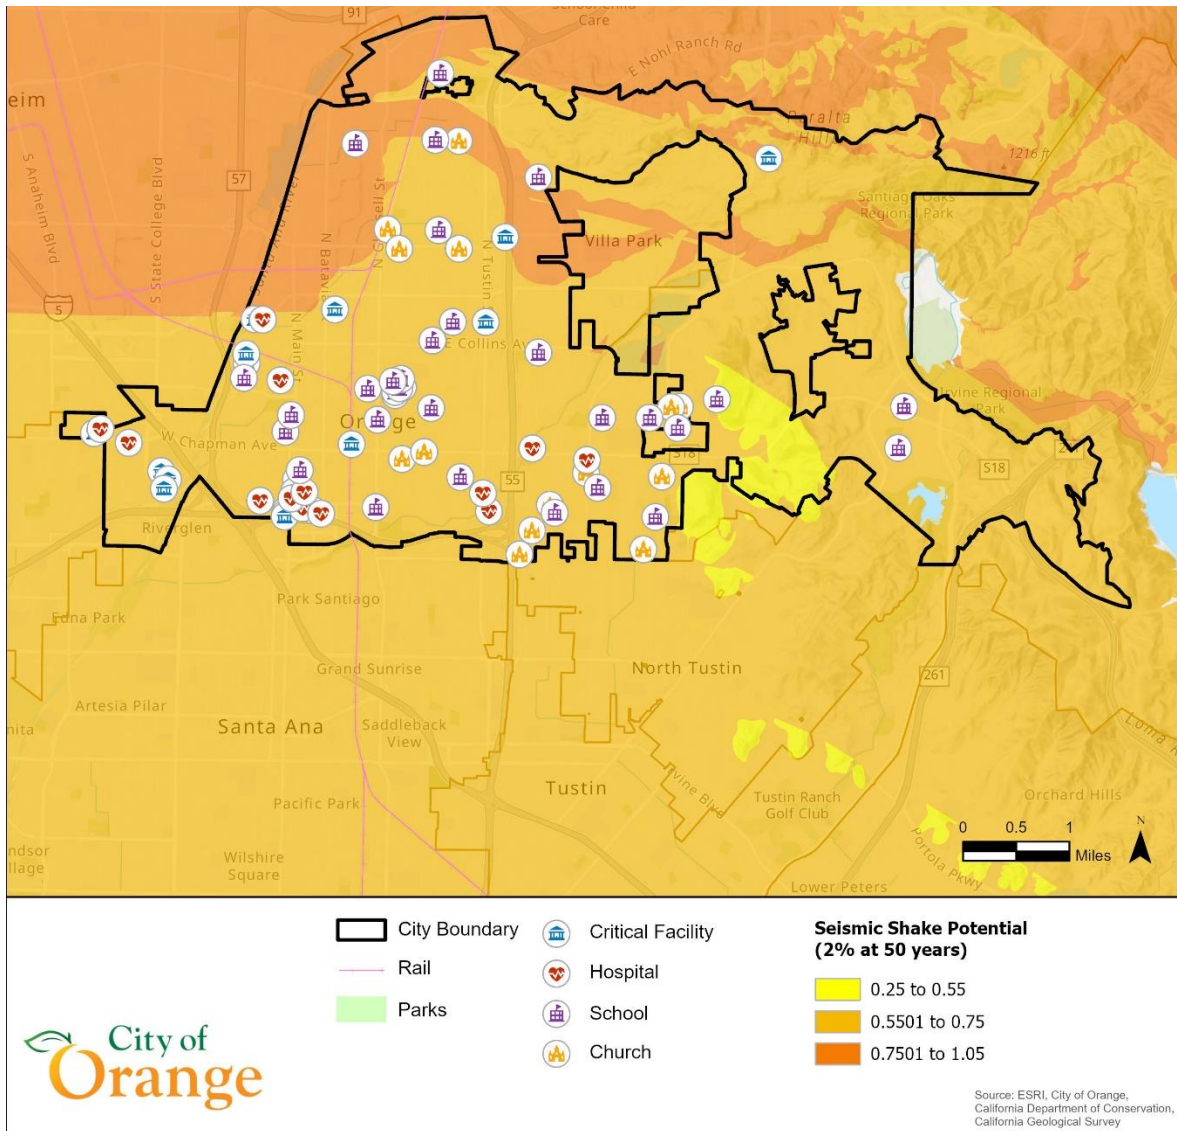 91
School Child
Care
E Nohl Ranch Rd
eim
Peralta
Hills
1216 ft
57
S Anaheim Blvd
S State College Blvd
N Glassell St
Santiago Oaks
Regional Park
N Batavia
N Tustin S
Villa Park
5
N Main St
E Collins Av
Orange
Irvine Regional
Park
W Chapman Ave
S18
55
S18
Riverglen
Park Santiago
Edna Park
Grand Sunrise
North Tustin
261
Artesia Pilar
nita
Santa Ana
Saddleback
View
Loma R
Irvine Blvd
Tustin
Pacific Park
Tustin Ranch
Golf Club
Orchard Hills
0 0.5 1
Miles
N
Portola Pkwy
ndsor
llage
Wilshire
Square
Lower Peters
City Boundary
Rail
Parks
Critical Facility
Hospital
School
Church
Seismic Shake Potential
(2% at 50 years)
0.25 to 0.55
0.5501 to 0.75
0.7501 to 1.05
City of
Orange
Source: ESRI, City of Orange,
California Department of Conservation,
California Geological Survey